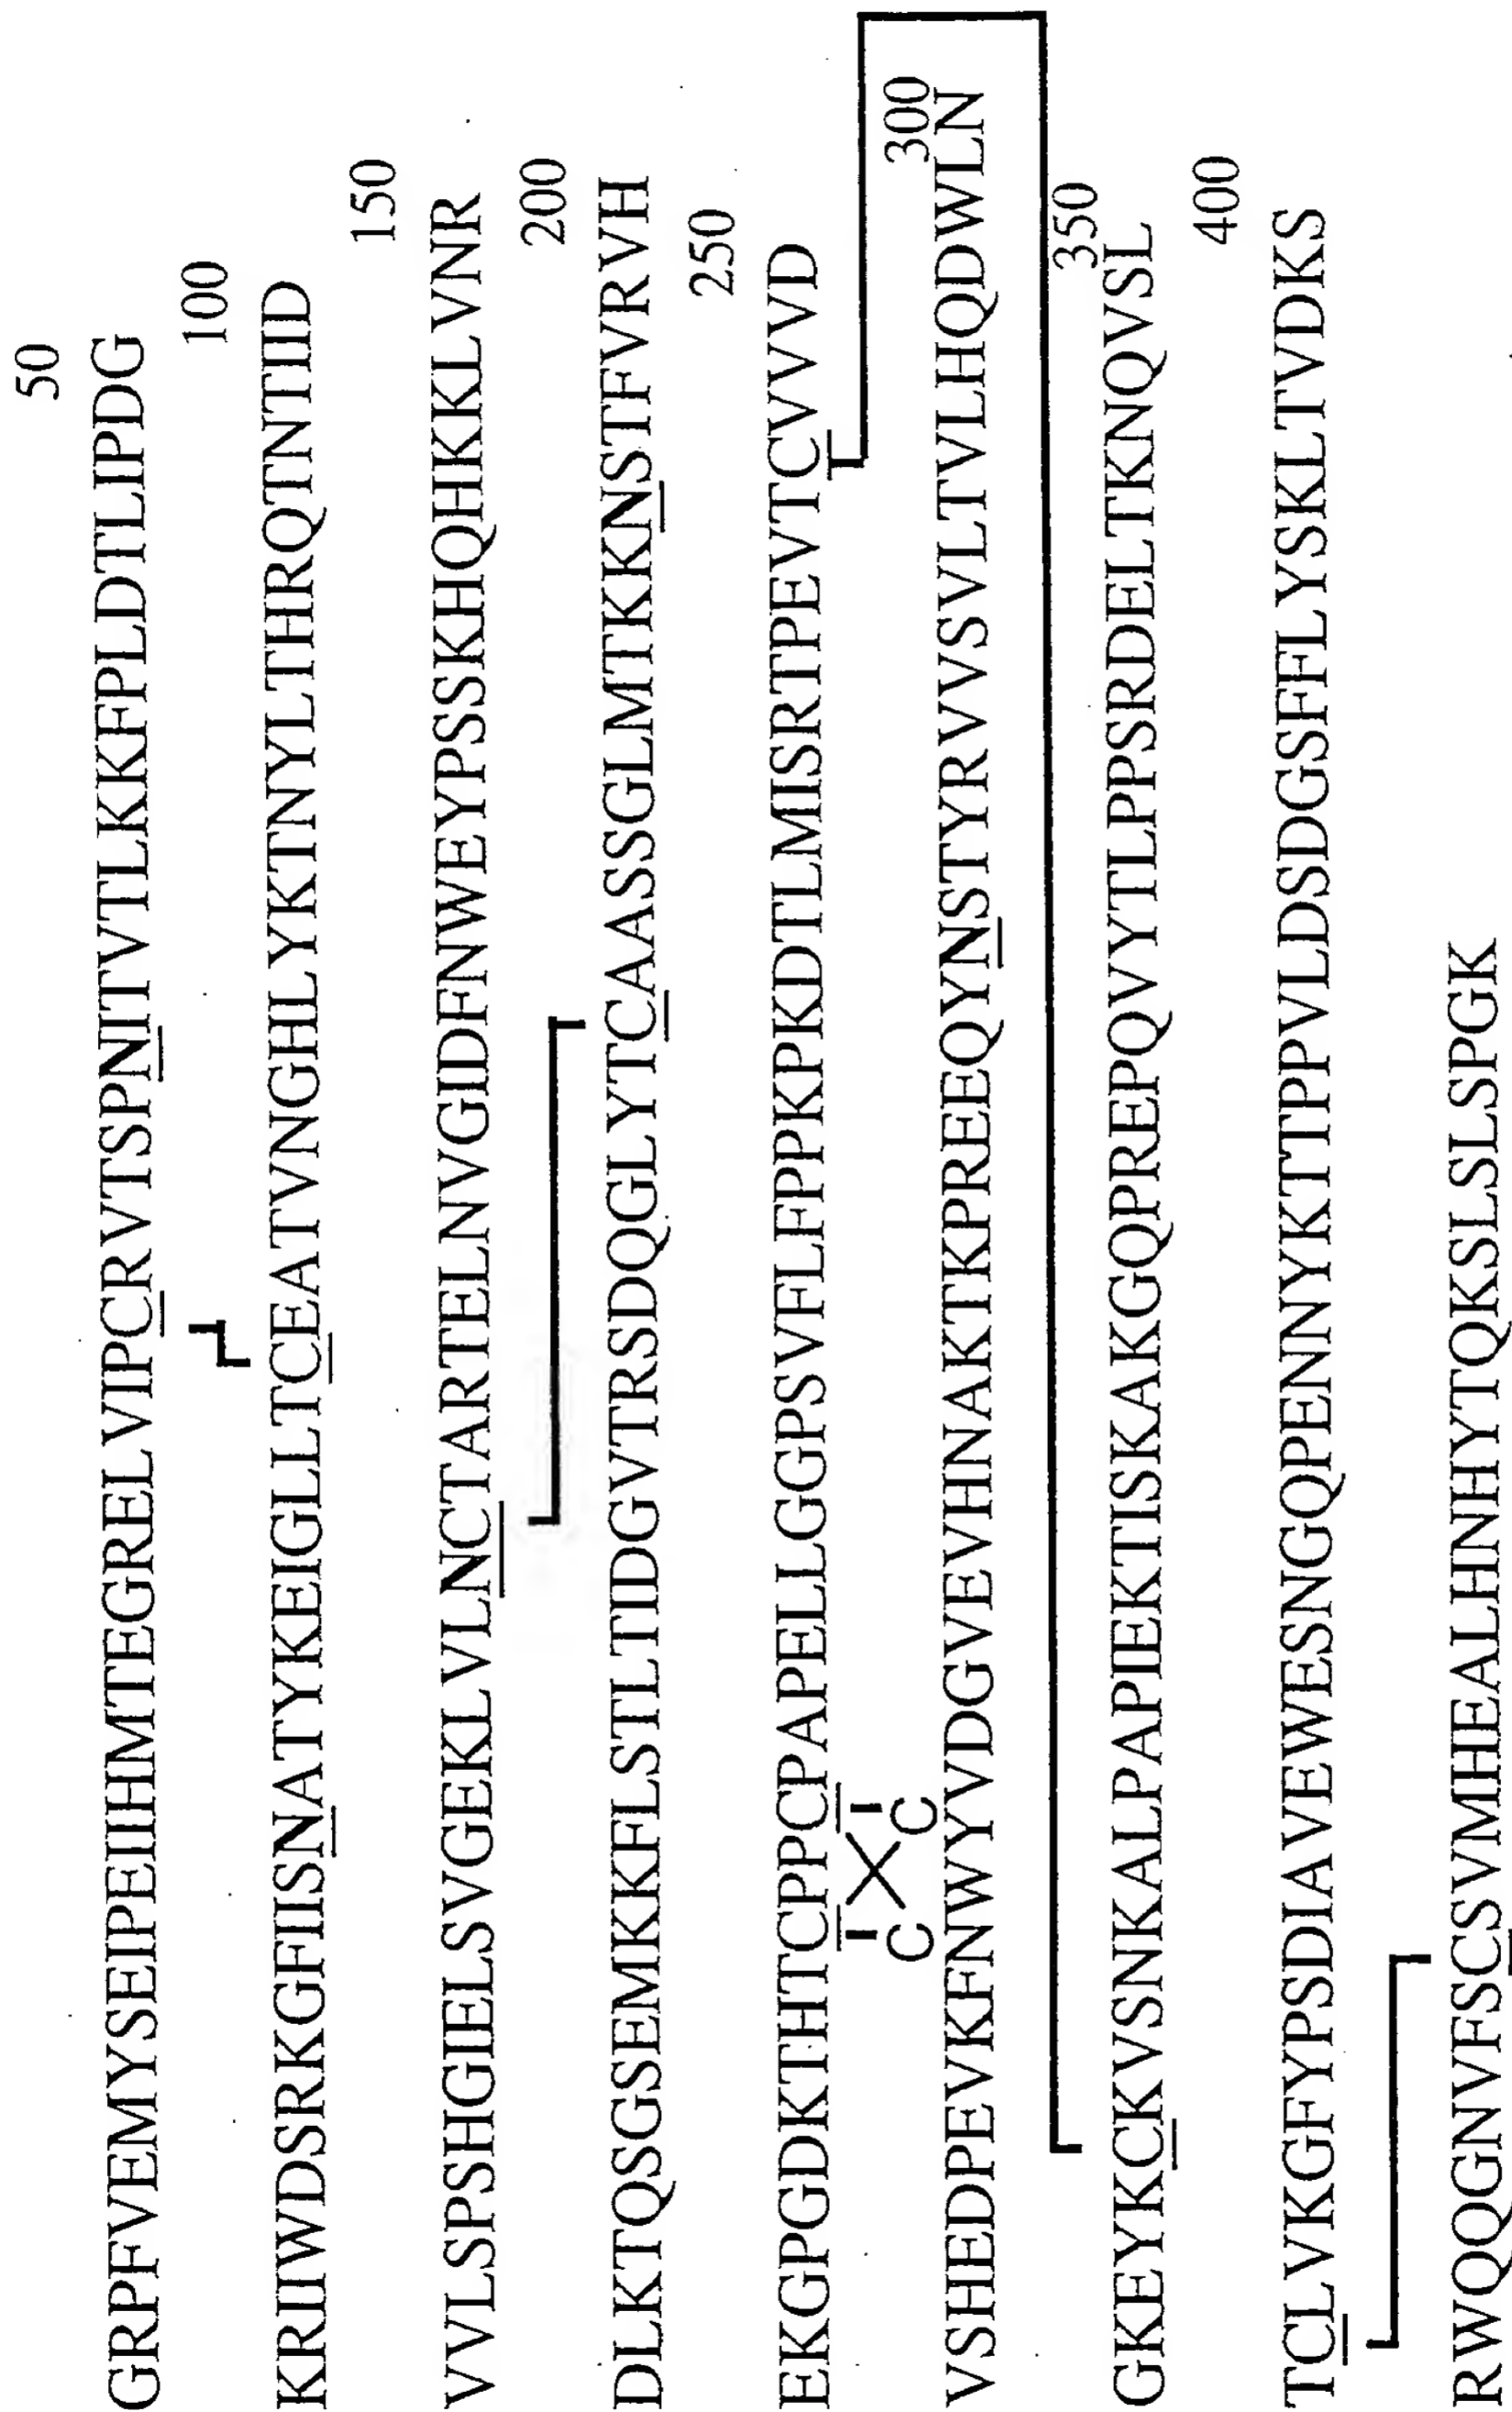 50
GRPFVEMYSEIPEIIHMTEGRELVIPCRVTSPNITVTLKKFPLDTLIPDG
100
KRIIWDSRKGFIISNATYKEIGLLTCEATVNGHLYKTNYLTHRQTNTIID
150
VVLSPSHGIELSVGEKLVLNCTARTELNVGIDFNWEYPSSKHQHKKLVNR
200
DLKTQSGSEMKKFLSTLTIDGVTRSDQGLYTCAASSGLMTKKNSTFVRVH
250
EKGPGDKTHTCPPCPAPELLGGPSVFLFPPKPKDTLMISRTPEVTCVVVD
C C
300
VSHEDPEVKFNWYVDGVEVHNAKTKPREEQYNSTYRVVSVLTVLHQDWLN
350
GKEYKCKVSNKALPAPIEKTISKAKGQPREPQVYTLPPSRDELTKNQVSL
400
TCLVKGFYPSDIAVEWESNGQPENNYKTTPPVLDSDGSFFLYSKLTVDKS
RWQQGNVFSCSVMHEALHNHYTQKSLSLSPGK